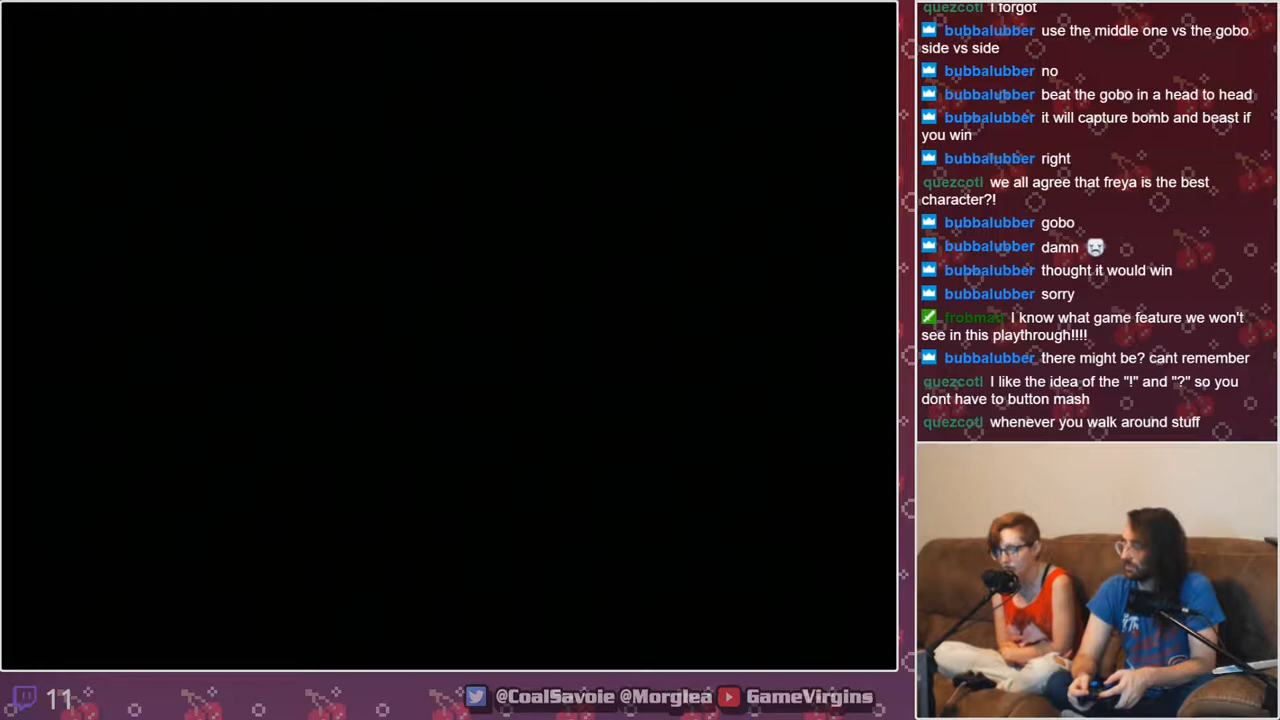 quezcotl I forgot
bubbalubber use the middle one vs the gobo
side vs side
bubbalubber no
bubbalubber beat the gobo in a head to head
bubbalubber it will capture bomb and beast if
you win
bubbalubber right
quezcotl we all agree that freya is the best
character?!
bubbalubber gobo
bubbalubber damn
bubbalubber thought it would win
bubbalubber sorry
I know what game feature we won't
see in this playthrough!!!!
bubbalubber there might be? cant remember
quezcotl I like the idea of the "!" and "?" so you
dont have to button mash
quezcotl whenever you walk around stuff
11
@CoalSavoie @Morglea GameVirgins